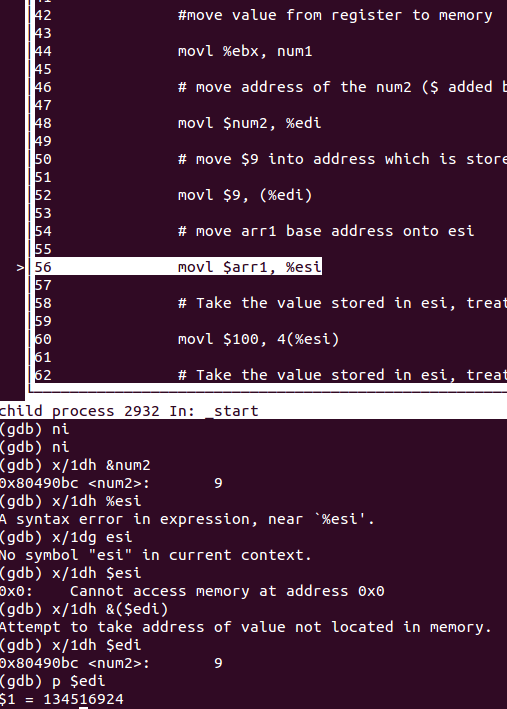 42 #move value from register to memory
43
44 movl %ebx, num1
45
46 # move address of the num2 ($ added b
47
48 movl $num2, %edi
49
50 # move $9 into address which is store
51
52 movl $9, (%edi)
53
54 # move arr1 base address onto esi
55
>56 movl $arr1, %esi
57
58 # Take the value stored in esi, treat
59
60 movl $100, 4(%esi)
61
62 # Take the value stored in esi, treat
child process 2932 In: _start
(gdb) ni
(gdb) ni
(gdb) x/1dh &num2
0x80490bc <num2>: 9
(gdb) x/1dh %esi
A syntax error in expression, near `%esi'.
(gdb) x/1dg esi
No symbol "esi" in current context.
(gdb) x/1dh $esi
0x0: Cannot access memory at address 0x0
(gdb) x/1dh &($edi)
Attempt to take address of value not located in memory.
(gdb) x/1dh $edi
0x80490bc <num2>: 9
(gdb) p $edi
$1 = 134516924